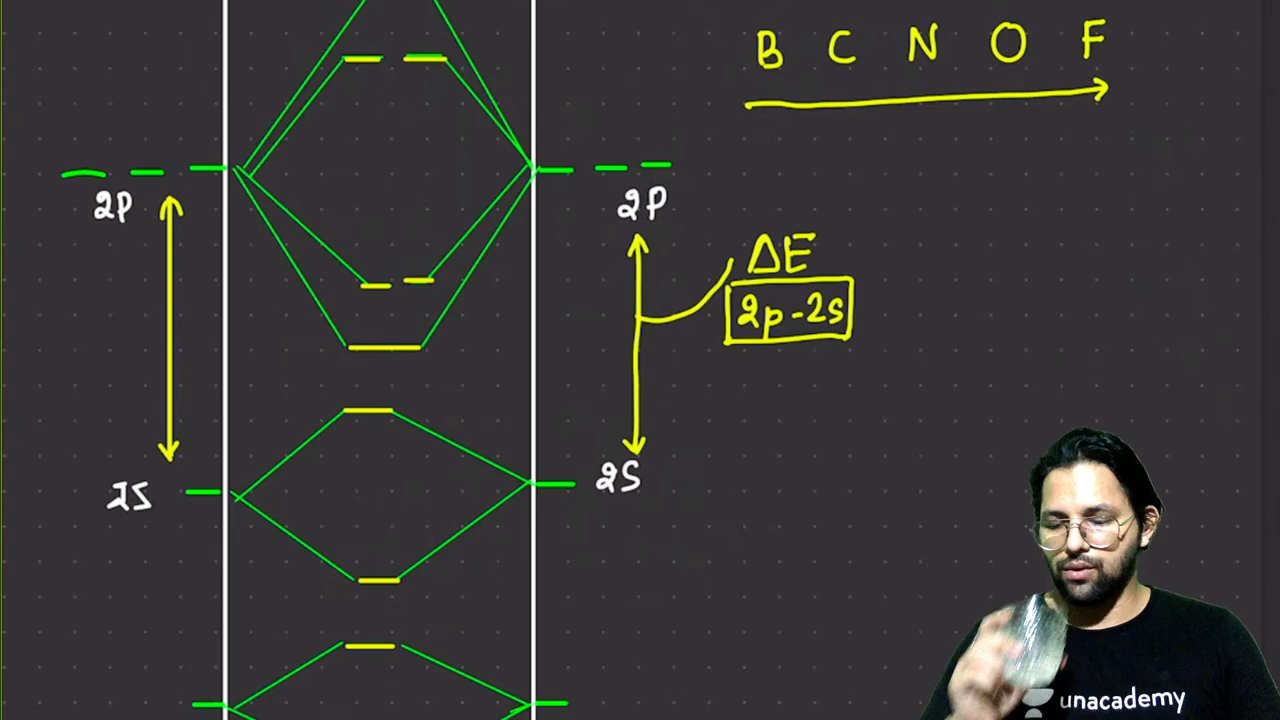 B C N O F
2P
2P
ΔE
2p-2s
2S
2S
unacademy